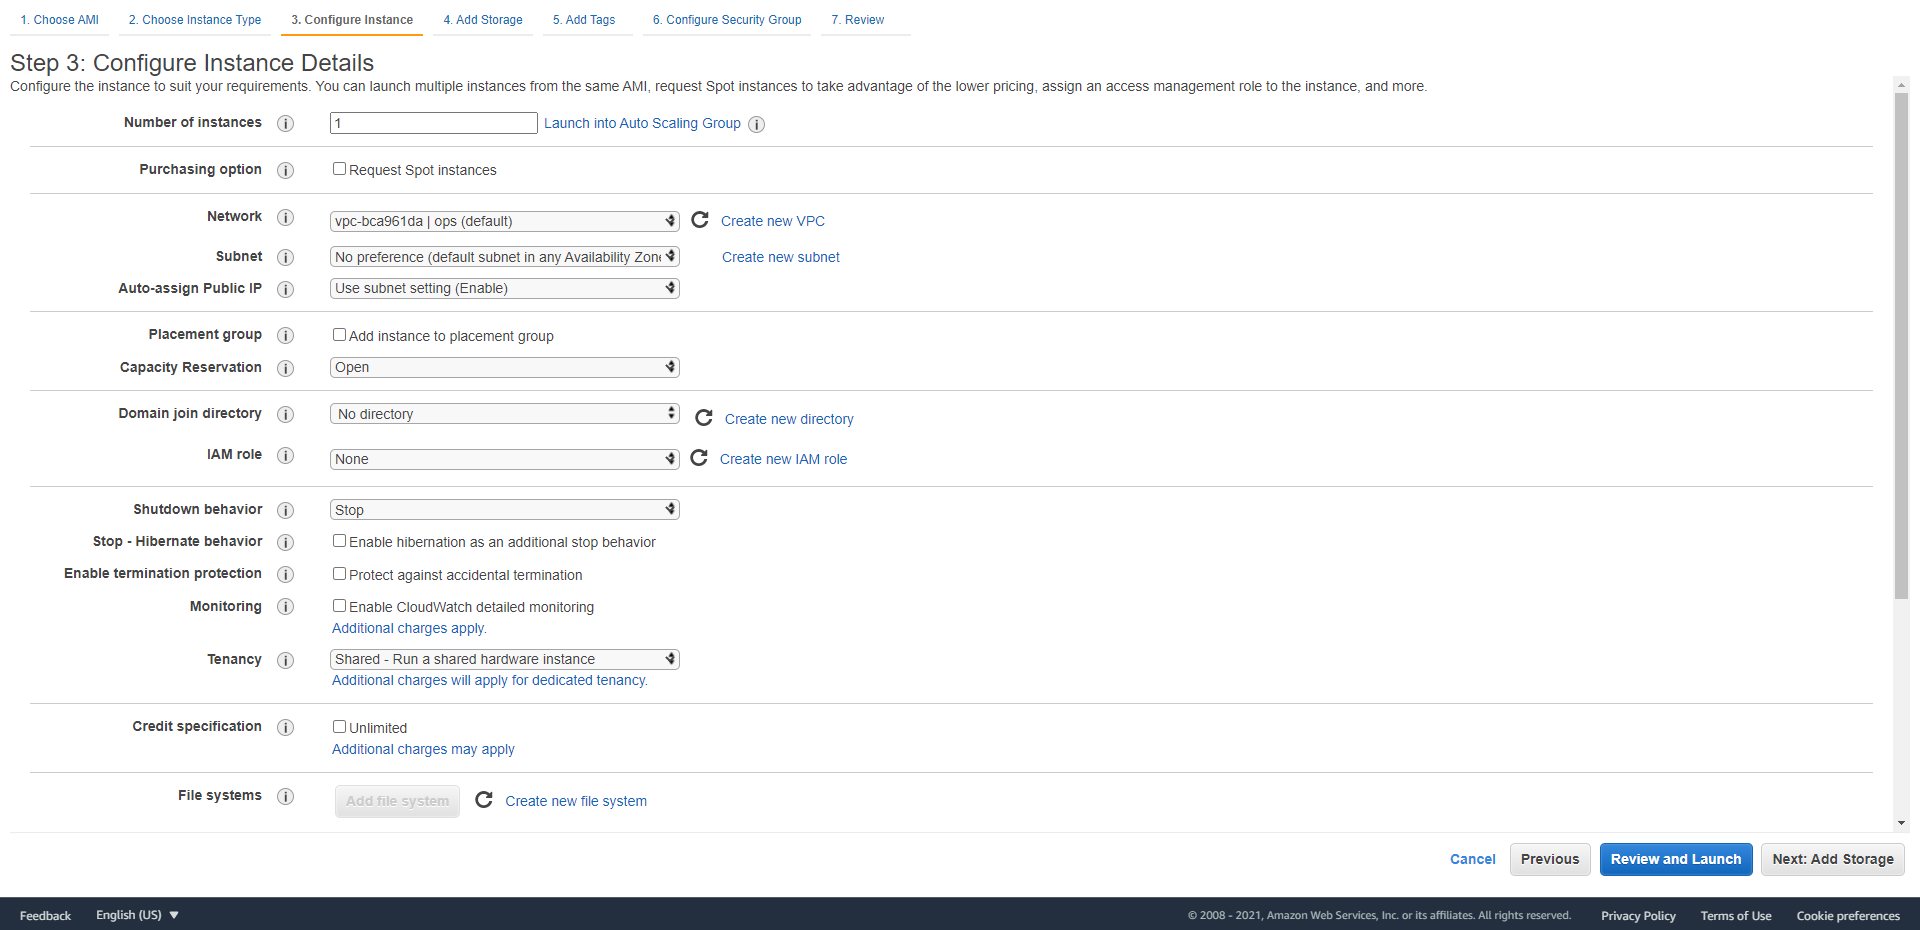 1. Choose AMI 2. Choose Instance Type 3. Configure Instance 4. Add Storage 5. Add Tags 6. Configure Security Group 7. Review
Step 3: Configure Instance Details
Configure the instance to suit your requirements. You can launch multiple instances from the same AMI, request Spot instances to take advantage of the lower pricing, assign an access management role to the instance, and more.
Number of instances i 1 Launch into Auto Scaling Group i
Purchasing option i Request Spot instances
Network i vpc-bca961da | ops (default) Create new VPC
Subnet i No preference (default subnet in any Availability Zone Create new subnet
Auto-assign Public IP i Use subnet setting (Enable)
Placement group i Add instance to placement group
Capacity Reservation i Open
Domain join directory i No directory Create new directory
IAM role i None Create new IAM role
Shutdown behavior i Stop
Stop - Hibernate behavior i Enable hibernation as an additional stop behavior
Enable termination protection i Protect against accidental termination
Monitoring i Enable CloudWatch detailed monitoring
Additional charges apply.
Tenancy i Shared - Run a shared hardware instance
Additional charges will apply for dedicated tenancy.
Credit specification i Unlimited
Additional charges may apply
File systems i Add file system Create new file system
Cancel Previous Review and Launch Next: Add Storage
Feedback English (US) © 2008 - 2021, Amazon Web Services, Inc. or its affiliates. All rights reserved. Privacy Policy Terms of Use Cookie preferences